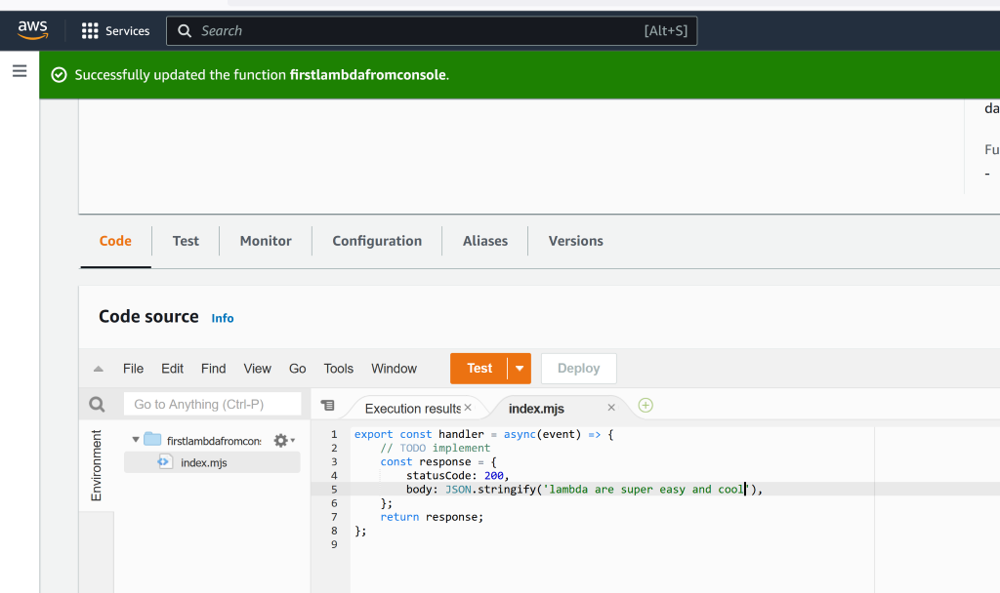 aws Services Search [Alt+S]
Successfully updated the function firstlambdafromconsole.
da
Fu
-
Code Test Monitor Configuration Aliases Versions
Code source Info
File Edit Find View Go Tools Window Test Deploy
Go to Anything (Ctrl-P)
Execution results × index.mjs ×
Environment
firstlambdafromcon
index.mjs
1 export const handler = async(event) => {
2 // TODO implement
3 const response = {
4 statusCode: 200,
5 body: JSON.stringify('lambda are super easy and cool'),
6 };
7 return response;
8 };
9